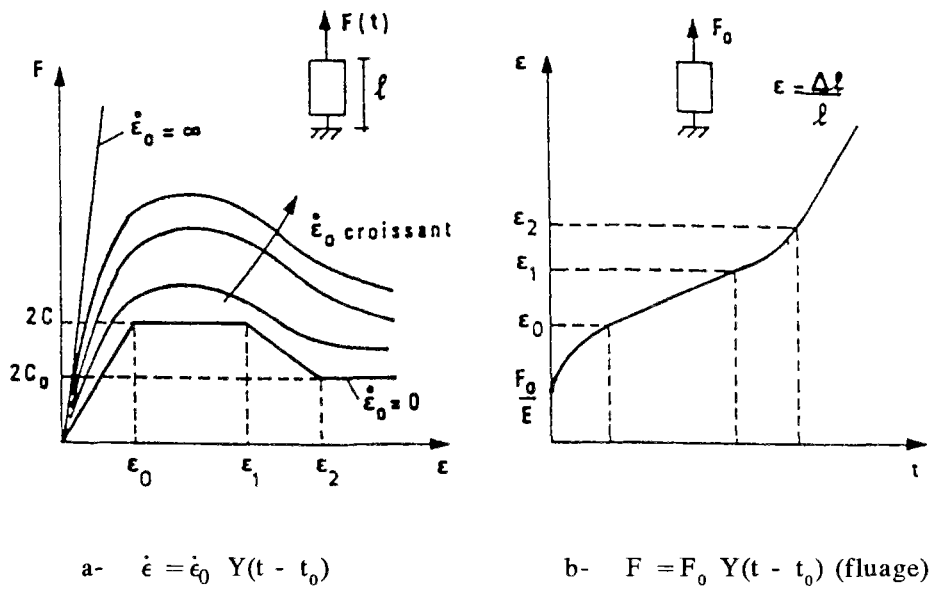 F
F(t)
ℓ
ε̇₀ = ∞
ε̇₀ croissant
2C
2C₀
ε̇₀ = 0
ε₀
ε₁
ε₂
ε
a- ϵ̇ = ϵ̇₀ Y(t - t₀)
ε
F₀
ε = Δℓ/ℓ
ε₂
ε₁
ε₀
F₀/E
t
b- F = F₀ Y(t - t₀) (fluage)